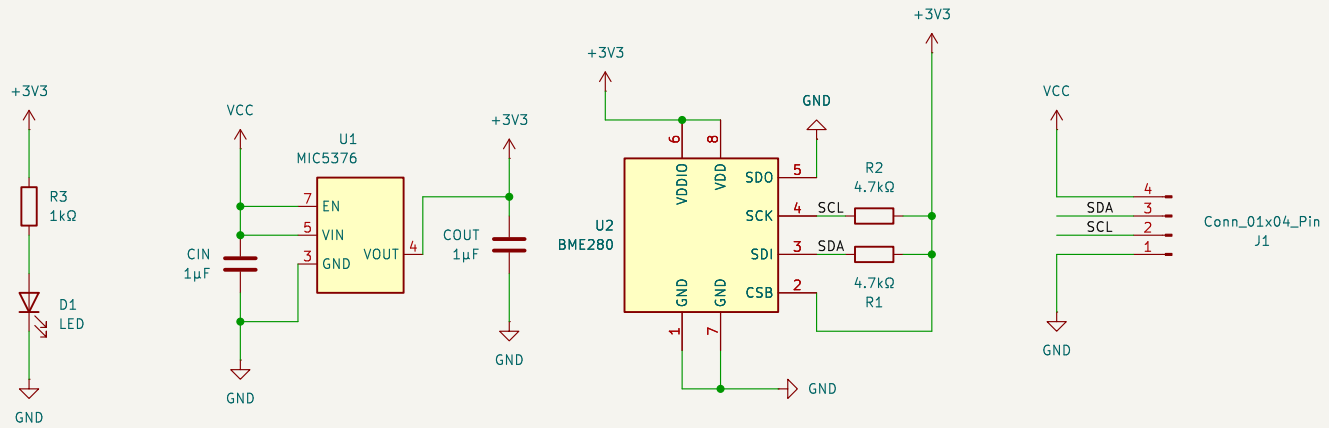 +3V3
R3
1kΩ
D1
LED
GND
VCC
U1
MIC5376
7
EN
5
VIN
3
GND
VOUT
4
CIN
1µF
GND
+3V3
COUT
1µF
GND
+3V3
6
8
VDDIO
VDD
U2
BME280
SDO
5
SCK
4
SDI
3
CSB
2
GND
GND
1
7
GND
GND
SCL
R2
4.7kΩ
SDA
4.7kΩ
R1
+3V3
VCC
4
SDA
3
SCL
2
1
Conn_01x04_Pin
J1
GND